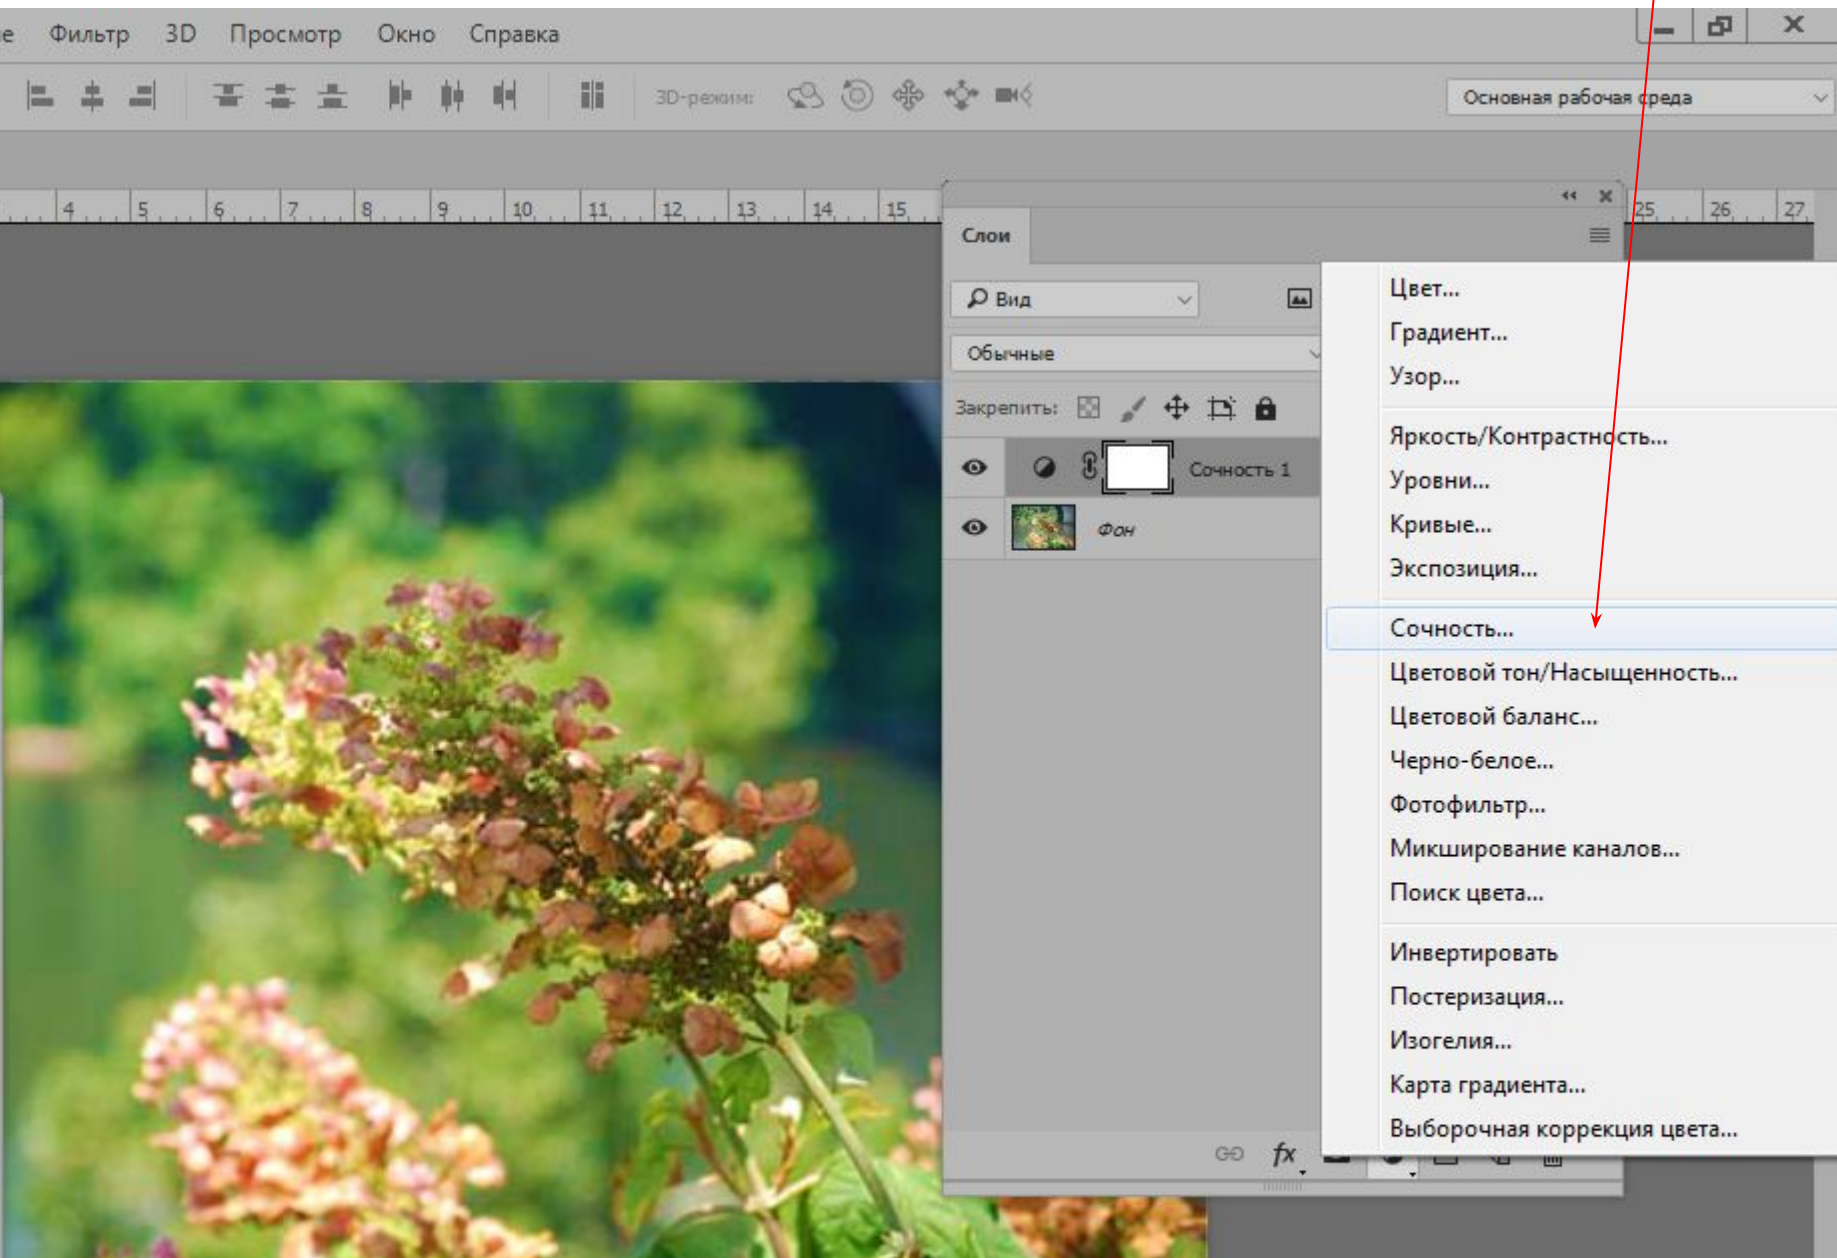 е Фильтр 3D Просмотр Окно Справка
3D-режим:
Основная рабочая среда
4 5 6 7 8 9 10 11 12 13 14 15 25 26 27
Слои
Вид
Обычные
Закрепить:
Сочность 1
Фон
fx
Цвет...
Градиент...
Узор...
Яркость/Контрастность...
Уровни...
Кривые...
Экспозиция...
Сочность...
Цветовой тон/Насыщенность...
Цветовой баланс...
Черно-белое...
Фотофильтр...
Микширование каналов...
Поиск цвета...
Инвертировать
Постеризация...
Изогелия...
Карта градиента...
Выборочная коррекция цвета...